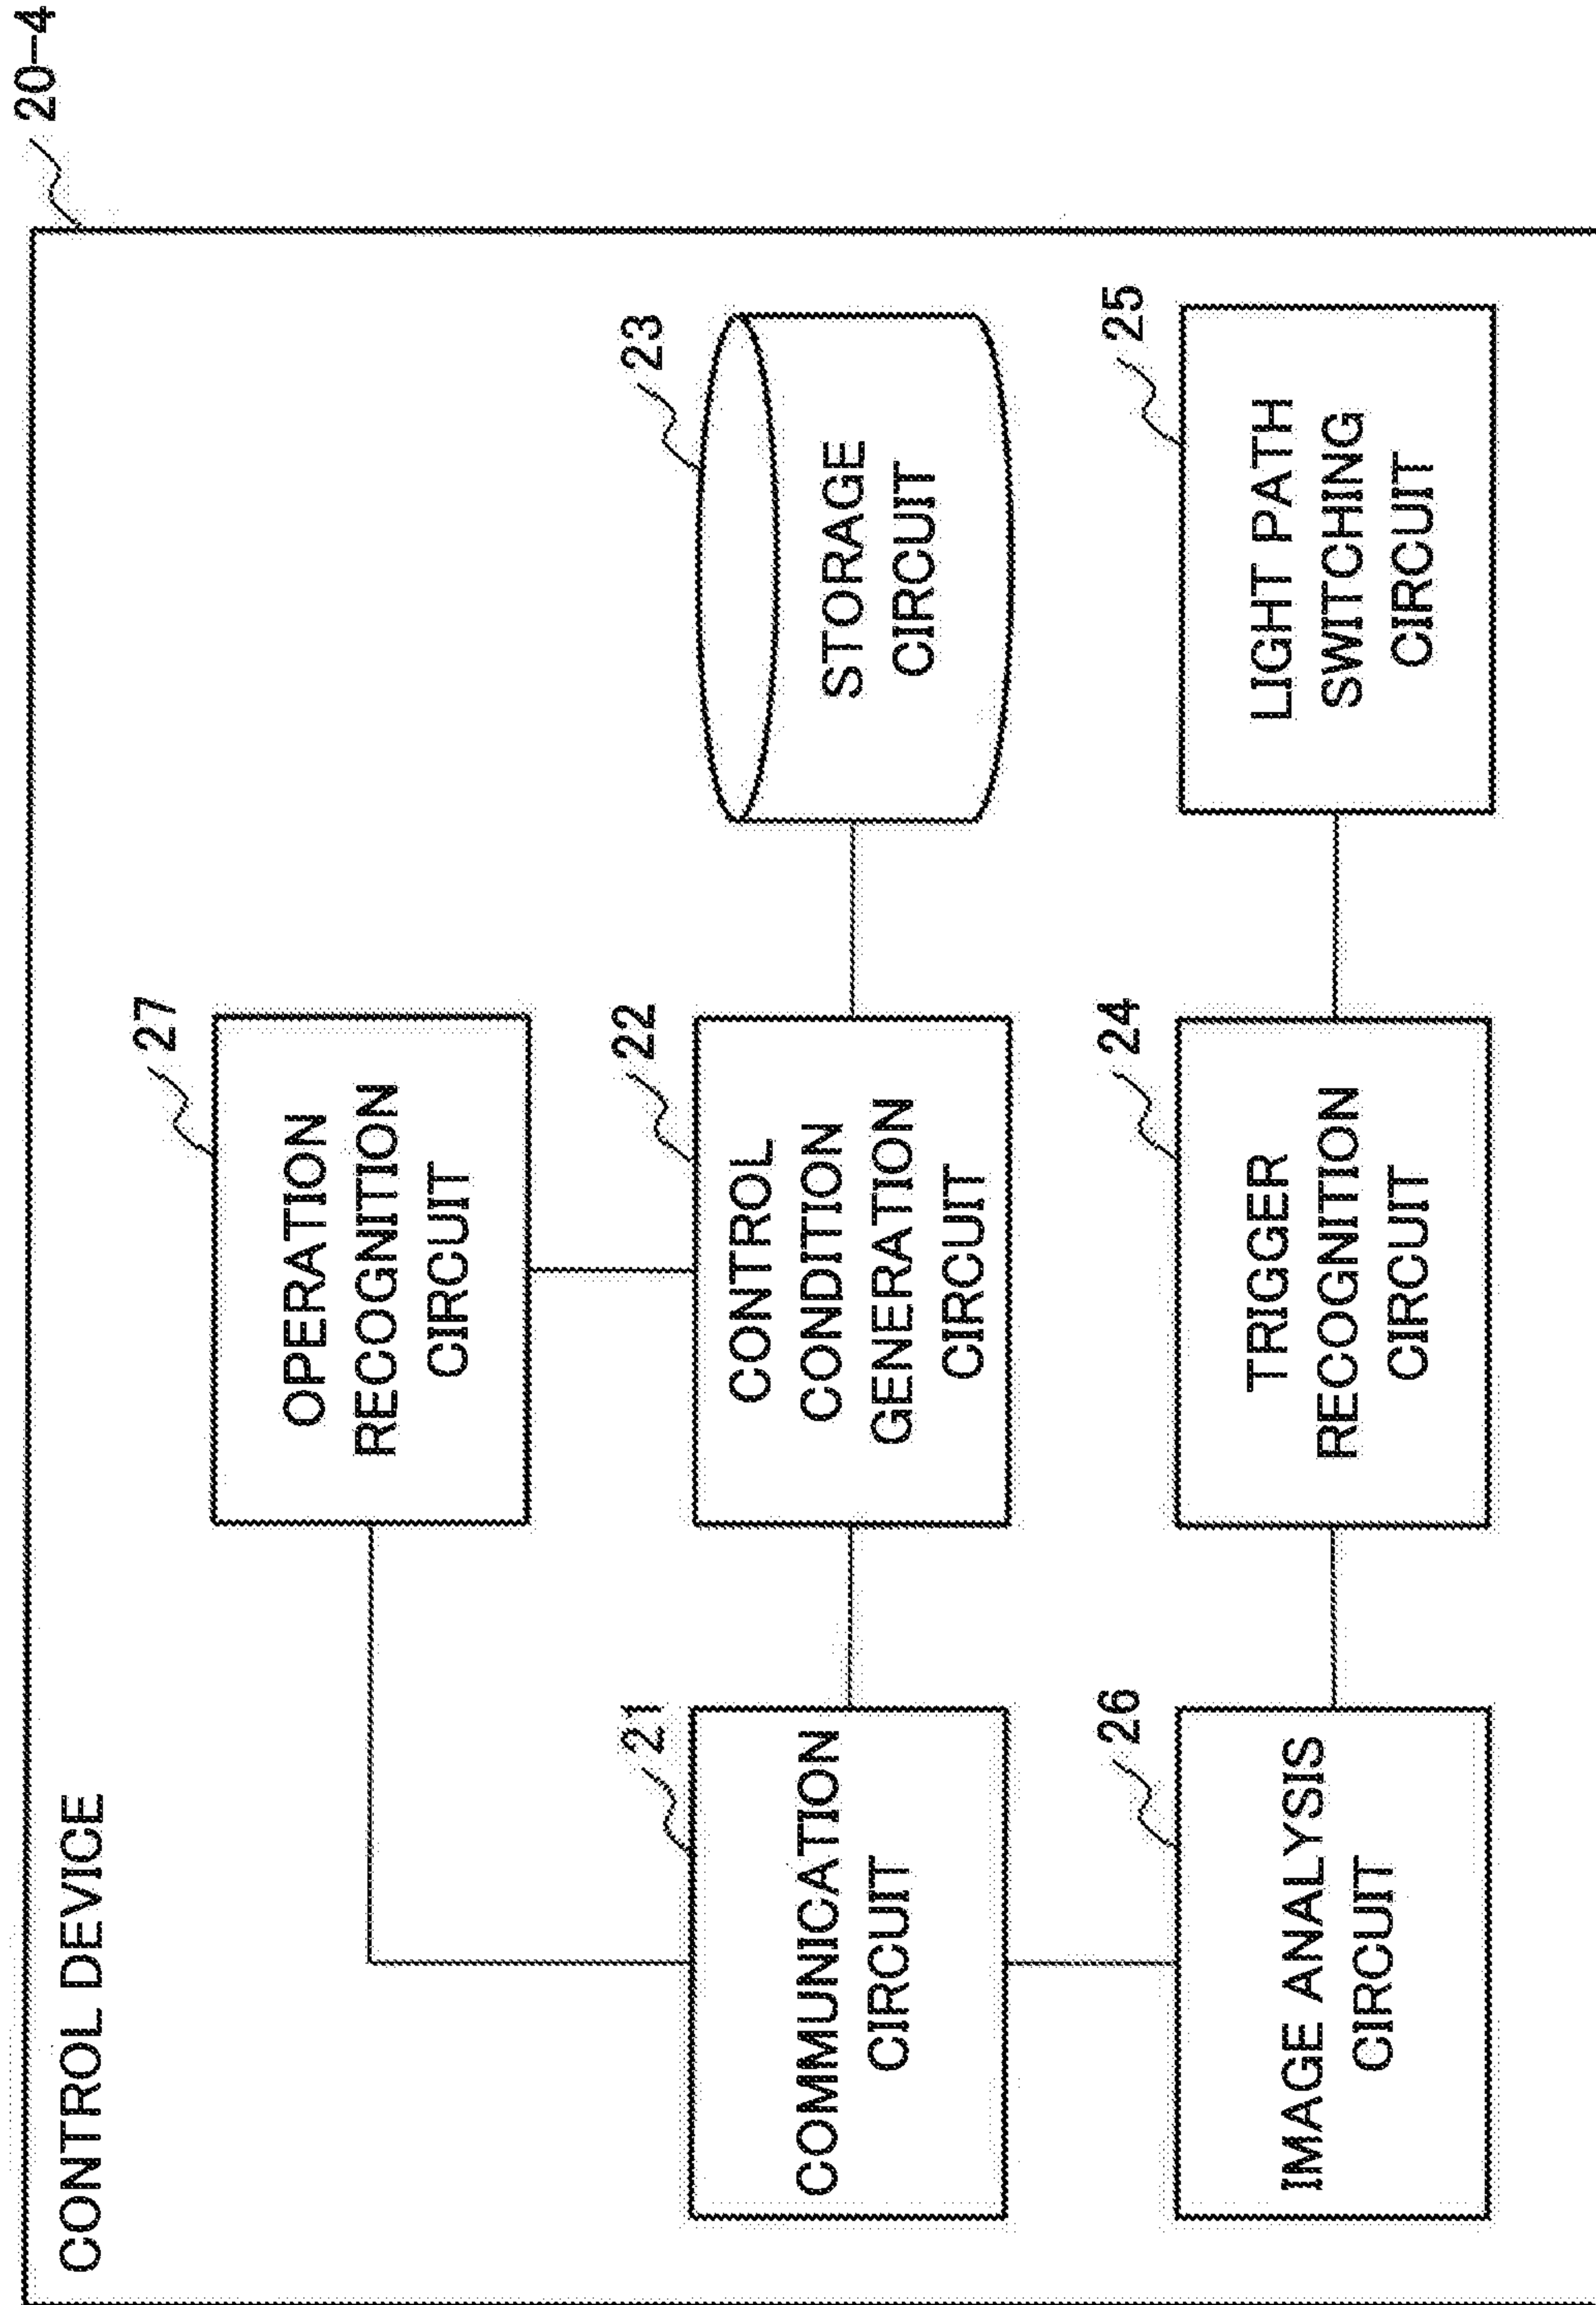 20-4
CONTROL DEVICE
27
OPERATION
RECOGNITION
CIRCUIT
21
COMMUNICATION
CIRCUIT
22
CONTROL
CONDITION
GENERATION
CIRCUIT
23
STORAGE
CIRCUIT
26
IMAGE ANALYSIS
CIRCUIT
24
TRIGGER
RECOGNITION
CIRCUIT
25
LIGHT PATH
SWITCHING
CIRCUIT